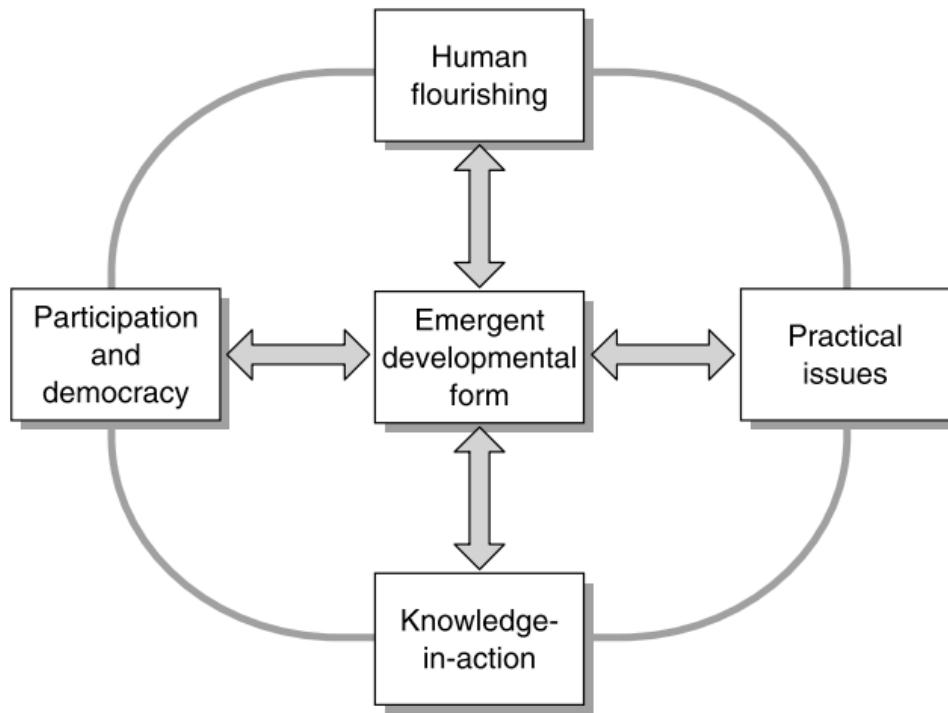 Human
flourishing
Participation
and
democracy
Emergent
developmental
form
Practical
issues
Knowledge-
in-action